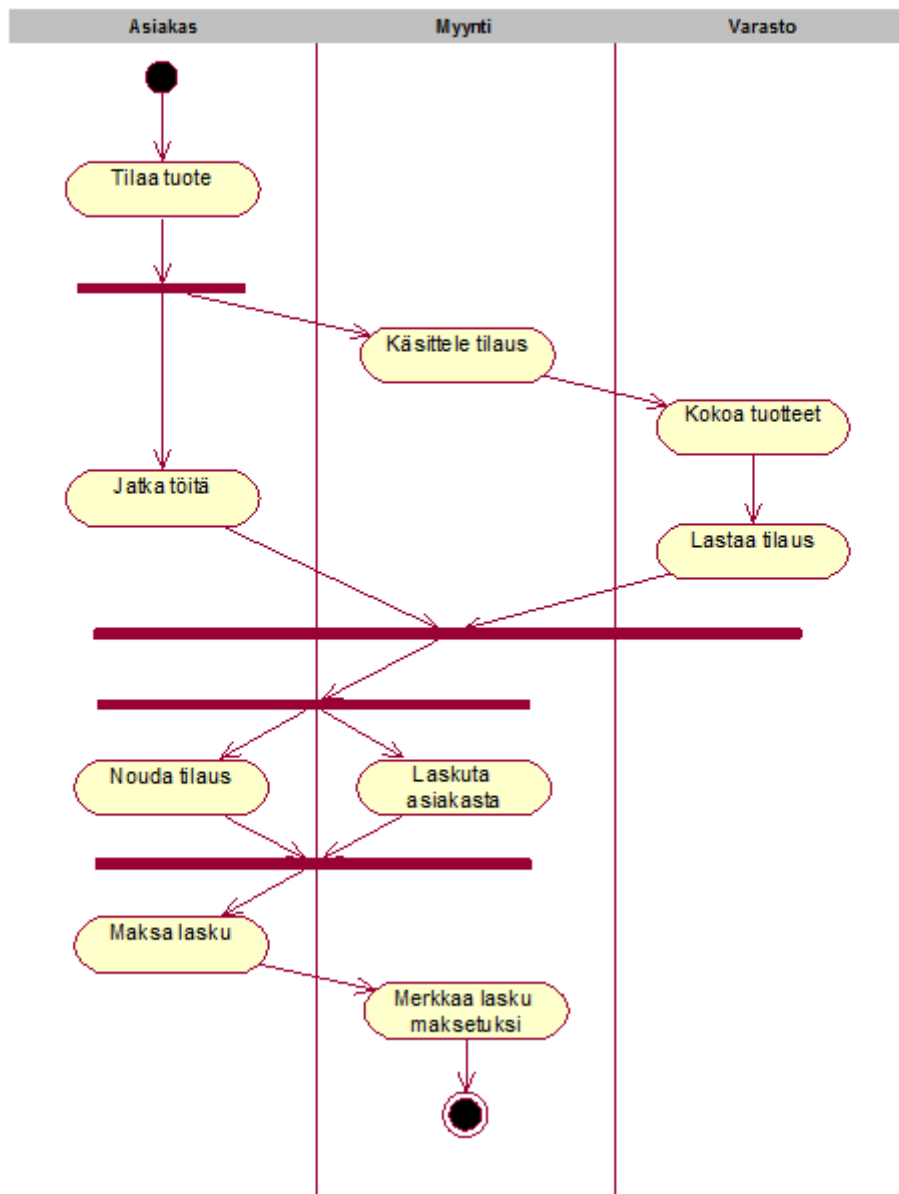 Asiakas
Myynti
Varasto
Tilaa tuote
Käsittele tilaus
Kokoa tuotteet
Jatka töitä
Lastaa tilaus
Nouda tilaus
Laskuta
asiakasta
Maksa lasku
Merkkaa lasku
maksetuksi